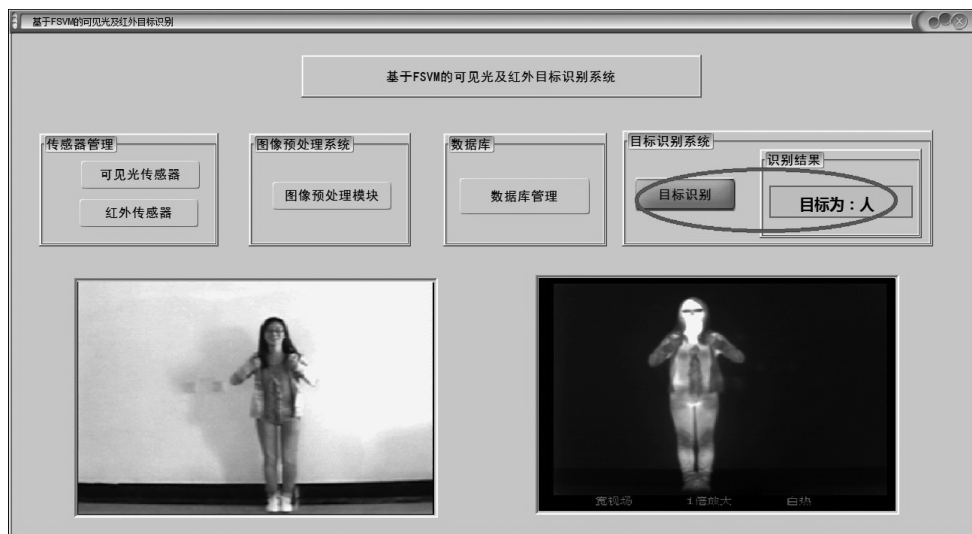 基于FSVM的可见光及红外目标识别
基于FSVM的可见光及红外目标识别系统
传感器管理
可见光传感器
红外传感器
图像预处理系统
图像预处理模块
数据库
数据库管理
目标识别系统
目标识别
识别结果
目标为：人
宽视场 1倍放大 白热